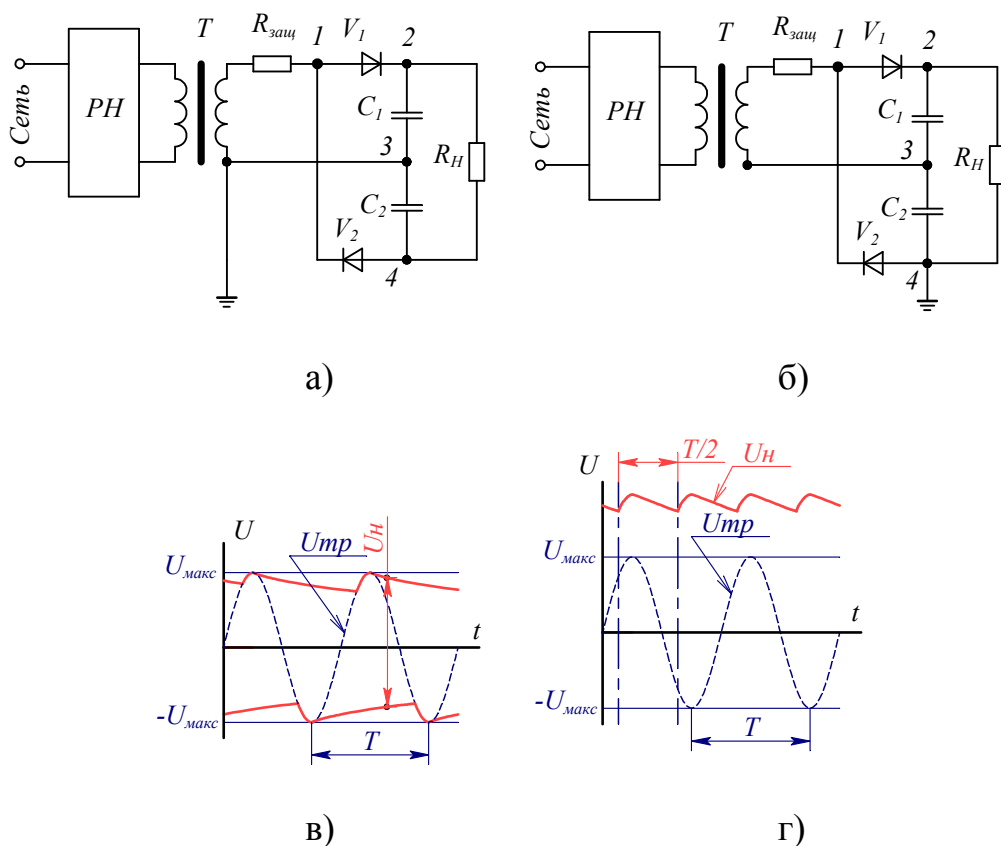 T
Rзащ
1
V1
2
Сеть
РН
C1
3
RН
C2
V2
4
а)
T
Rзащ
1
V1
2
Сеть
РН
C1
3
RН
C2
V2
4
б)
U
Uн
Uтр
Uмакс
t
-Uмакс
T
в)
U
T/2
Uн
Uтр
Uмакс
t
-Uмакс
T
г)